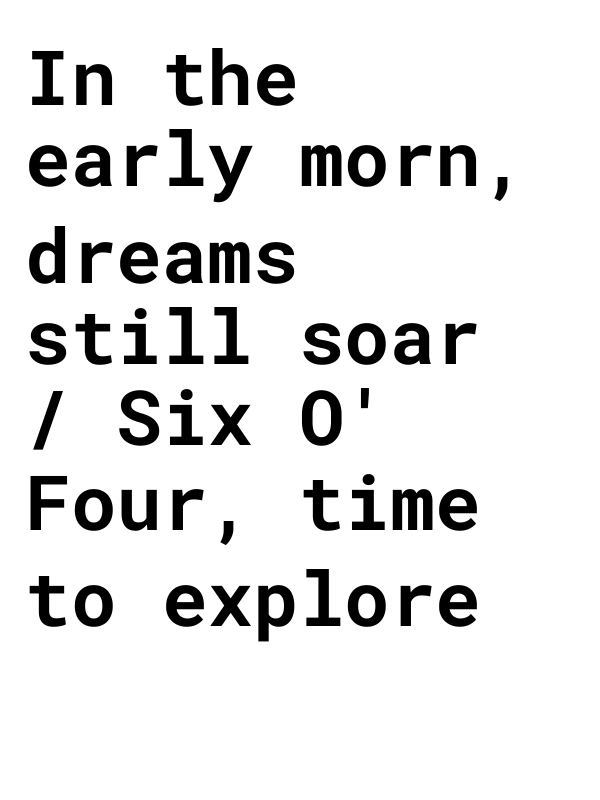 In the
early morn,
dreams
still soar
/ Six O'
Four, time
to explore